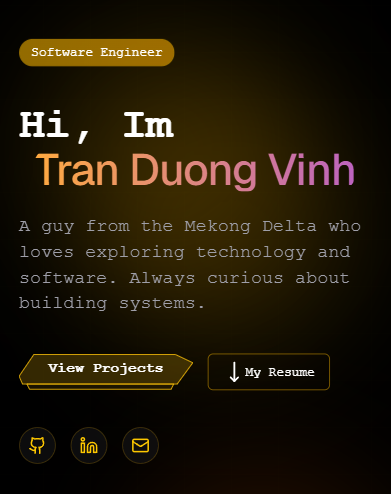 Software Engineer
Hi, Im
Tran Duong Vinh
A guy from the Mekong Delta who
loves exploring technology and
software. Always curious about
building systems.
View Projects
My Resume